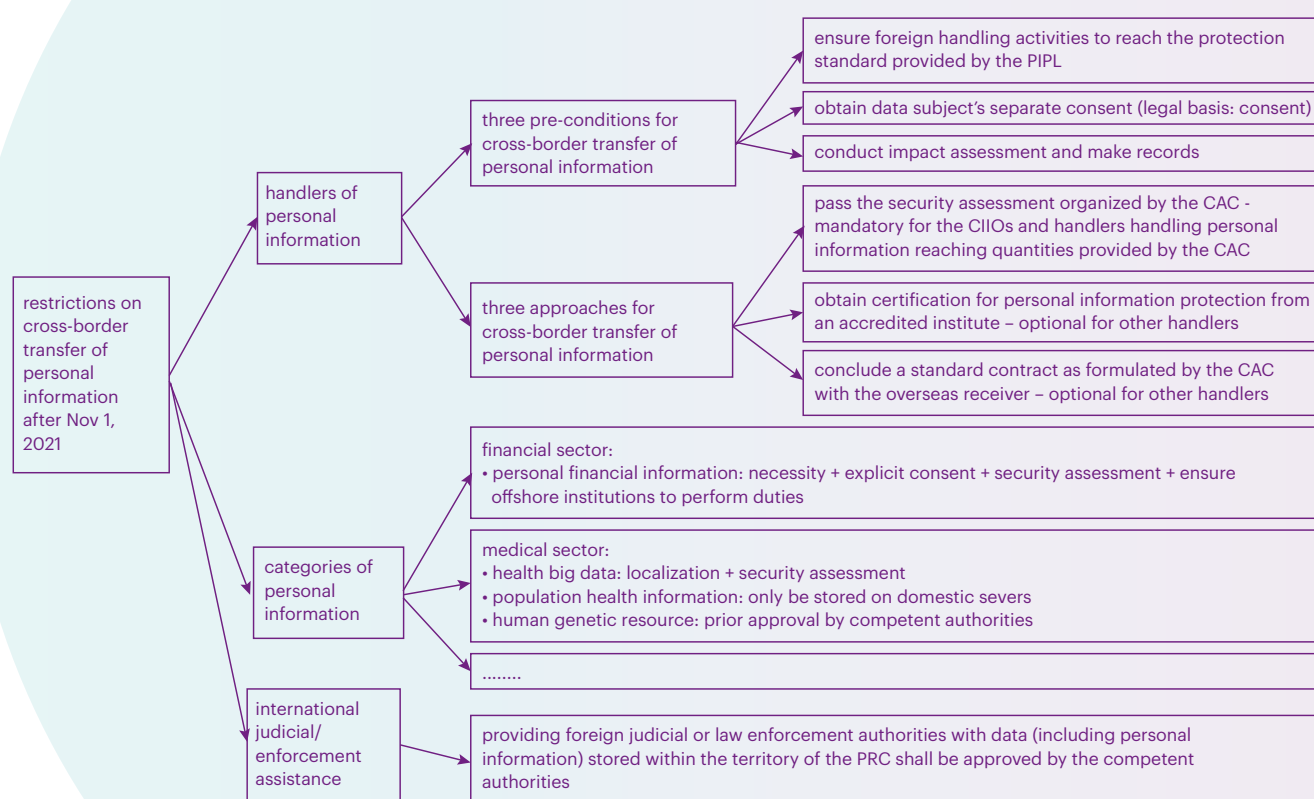 restrictions on
cross-border
transfer of
personal
information
after Nov 1,
2021
handlers of
personal
information
three pre-conditions for
cross-border transfer of
personal information
ensure foreign handling activities to reach the protection
standard provided by the PIPL
obtain data subject's separate consent (legal basis: consent)
conduct impact assessment and make records
three approaches for
cross-border transfer of
personal information
pass the security assessment organized by the CAC -
mandatory for the CIIOs and handlers handling personal
information reaching quantities provided by the CAC
obtain certification for personal information protection from
an accredited institute – optional for other handlers
conclude a standard contract as formulated by the CAC
with the overseas receiver – optional for other handlers
categories of
personal
information
financial sector:
• personal financial information: necessity + explicit consent + security assessment + ensure
offshore institutions to perform duties
medical sector:
• health big data: localization + security assessment
• population health information: only be stored on domestic severs
• human genetic resource: prior approval by competent authorities
........
international
judicial/
enforcement
assistance
providing foreign judicial or law enforcement authorities with data (including personal
information) stored within the territory of the PRC shall be approved by the competent
authorities